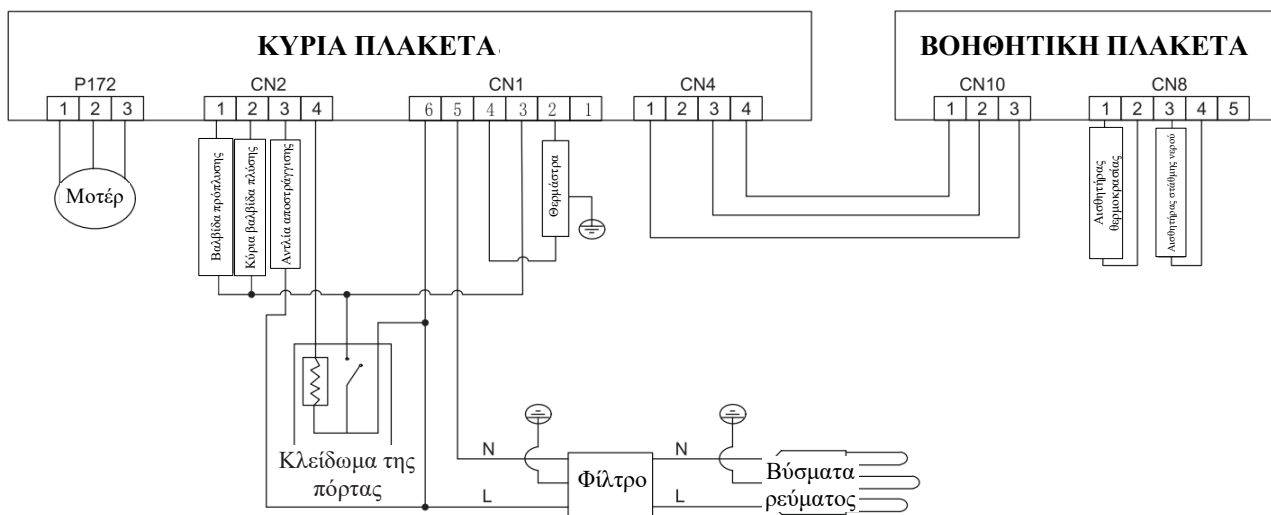 ΚΥΡΙΑ ΠΛΑΚΕΤΑ
ΒΟΗΘΗΤΙΚΗ ΠΛΑΚΕΤΑ
P172
CN2
CN1
CN4
CN10
CN8
1 2 3
1 2 3 4
6 5 4 3 2 1
1 2 3 4
1 2 3
1 2 3 4 5
Μοτέρ
Βαλβίδα πρόπλυσης
Κύρια βαλβίδα πλύσης
Αντλία αποστράγγισης
Θερμάστρα
Αισθητήρας
θερμοκρασίας
Αισθητήρας στάθμης νερού
Κλείδωμα της
πόρτας
N
L
Φίλτρο
N
L
Βύσματα
ρεύματος